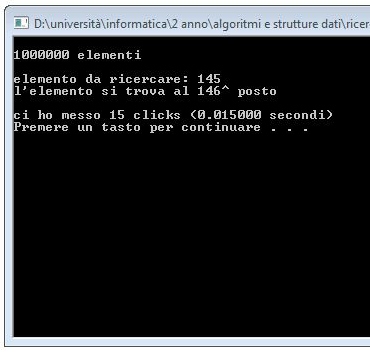 D:\università\informatica\2 anno\algoritmi e strutture dati\ricer
1000000 elementi
elemento da ricercare: 145
l'elemento si trova al 146^ posto
ci ho messo 15 clicks (0.015000 secondi)
Premere un tasto per continuare . . .